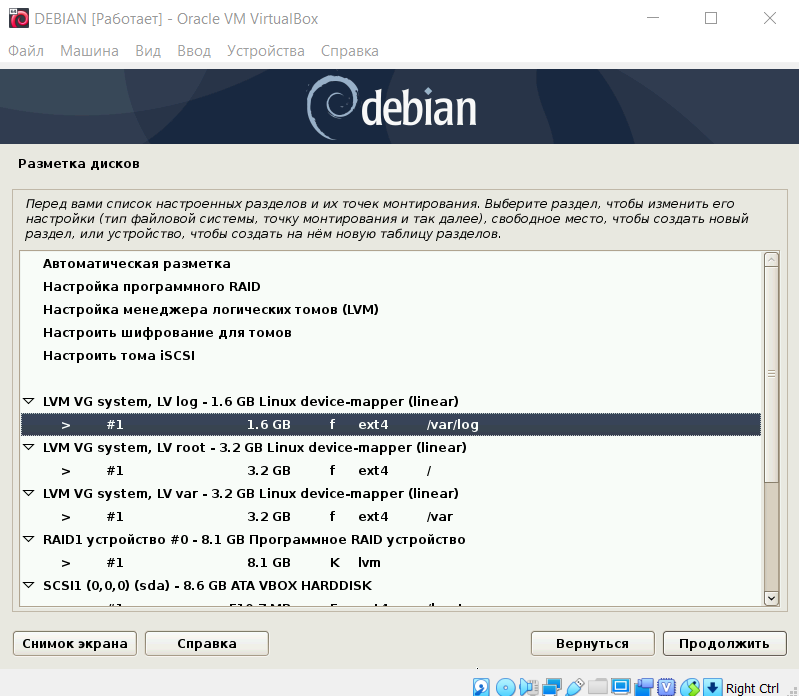 DEBIAN [Работает] - Oracle VM VirtualBox
Файл Машина Вид Ввод Устройства Справка
debian
Разметка дисков
Перед вами список настроенных разделов и их точек монтирования. Выберите раздел, чтобы изменить его
настройки (тип файловой системы, точку монтирования и так далее), свободное место, чтобы создать новый
раздел, или устройство, чтобы создать на нём новую таблицу разделов.
Автоматическая разметка
Настройка программного RAID
Настройка менеджера логических томов (LVM)
Настроить шифрование для томов
Настроить тома iSCSI
LVM VG system, LV log - 1.6 GB Linux device-mapper (linear)
> #1 1.6 GB f ext4 /var/log
LVM VG system, LV root - 3.2 GB Linux device-mapper (linear)
> #1 3.2 GB f ext4 /
LVM VG system, LV var - 3.2 GB Linux device-mapper (linear)
> #1 3.2 GB f ext4 /var
RAID1 устройство #0 - 8.1 GB Программное RAID устройство
> #1 8.1 GB K lvm
SCSI1 (0,0,0) (sda) - 8.6 GB ATA VBOX HARDDISK
Снимок экрана Справка Вернуться Продолжить
Right Ctrl